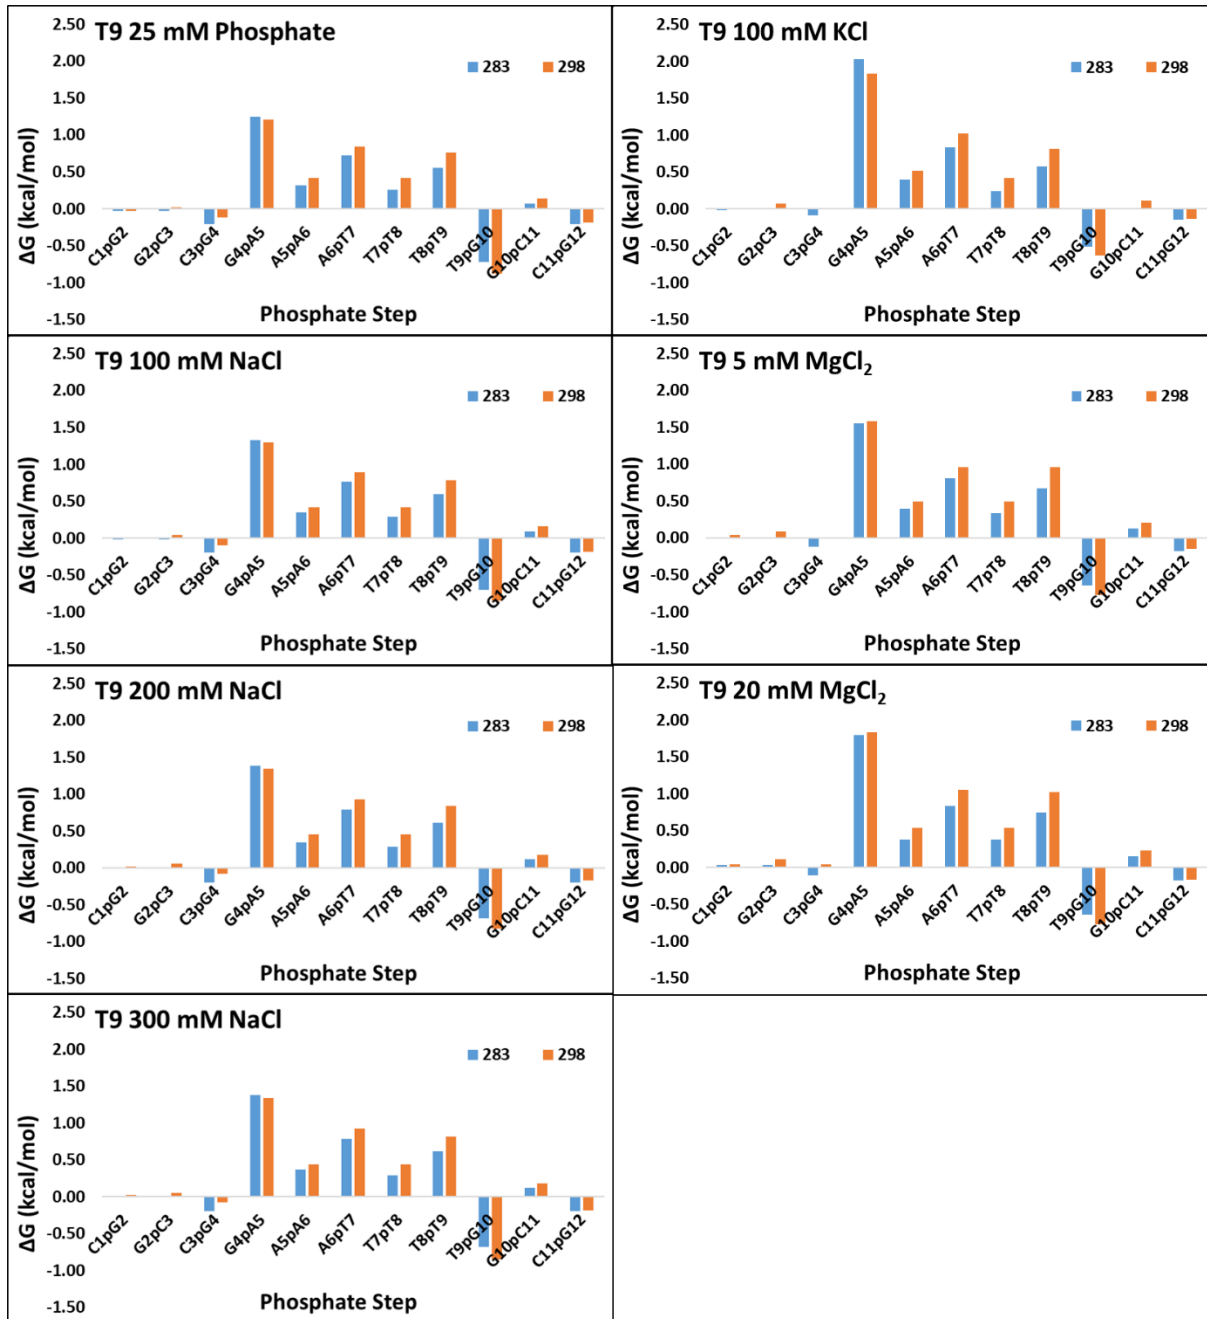 T9 25 mM Phosphate
283 298
2.50
2.00
1.50
1.00
0.50
0.00
-0.50
-1.00
-1.50
ΔG (kcal/mol)
C1pG2 G2pC3 C3pG4 G4pA5 A5pA6 A6pT7 T7pT8 T8pT9 T9pG10 G10pC11 C11pG12
Phosphate Step
T9 100 mM KCl
283 298
2.50
2.00
1.50
1.00
0.50
0.00
-0.50
-1.00
-1.50
ΔG (kcal/mol)
C1pG2 G2pC3 C3pG4 G4pA5 A5pA6 A6pT7 T7pT8 T8pT9 T9pG10 G10pC11 C11pG12
Phosphate Step
T9 100 mM NaCl
283 298
2.50
2.00
1.50
1.00
0.50
0.00
-0.50
-1.00
-1.50
ΔG (kcal/mol)
C1pG2 G2pC3 C3pG4 G4pA5 A5pA6 A6pT7 T7pT8 T8pT9 T9pG10 G10pC11 C11pG12
Phosphate Step
T9 5 mM MgCl₂
283 298
2.50
2.00
1.50
1.00
0.50
0.00
-0.50
-1.00
-1.50
ΔG (kcal/mol)
C1pG2 G2pC3 C3pG4 G4pA5 A5pA6 A6pT7 T7pT8 T8pT9 T9pG10 G10pC11 C11pG12
Phosphate Step
T9 200 mM NaCl
283 298
2.50
2.00
1.50
1.00
0.50
0.00
-0.50
-1.00
-1.50
ΔG (kcal/mol)
C1pG2 G2pC3 C3pG4 G4pA5 A5pA6 A6pT7 T7pT8 T8pT9 T9pG10 G10pC11 C11pG12
Phosphate Step
T9 20 mM MgCl₂
283 298
2.50
2.00
1.50
1.00
0.50
0.00
-0.50
-1.00
-1.50
ΔG (kcal/mol)
C1pG2 G2pC3 C3pG4 G4pA5 A5pA6 A6pT7 T7pT8 T8pT9 T9pG10 G10pC11 C11pG12
Phosphate Step
T9 300 mM NaCl
283 298
2.50
2.00
1.50
1.00
0.50
0.00
-0.50
-1.00
-1.50
ΔG (kcal/mol)
C1pG2 G2pC3 C3pG4 G4pA5 A5pA6 A6pT7 T7pT8 T8pT9 T9pG10 G10pC11 C11pG12
Phosphate Step